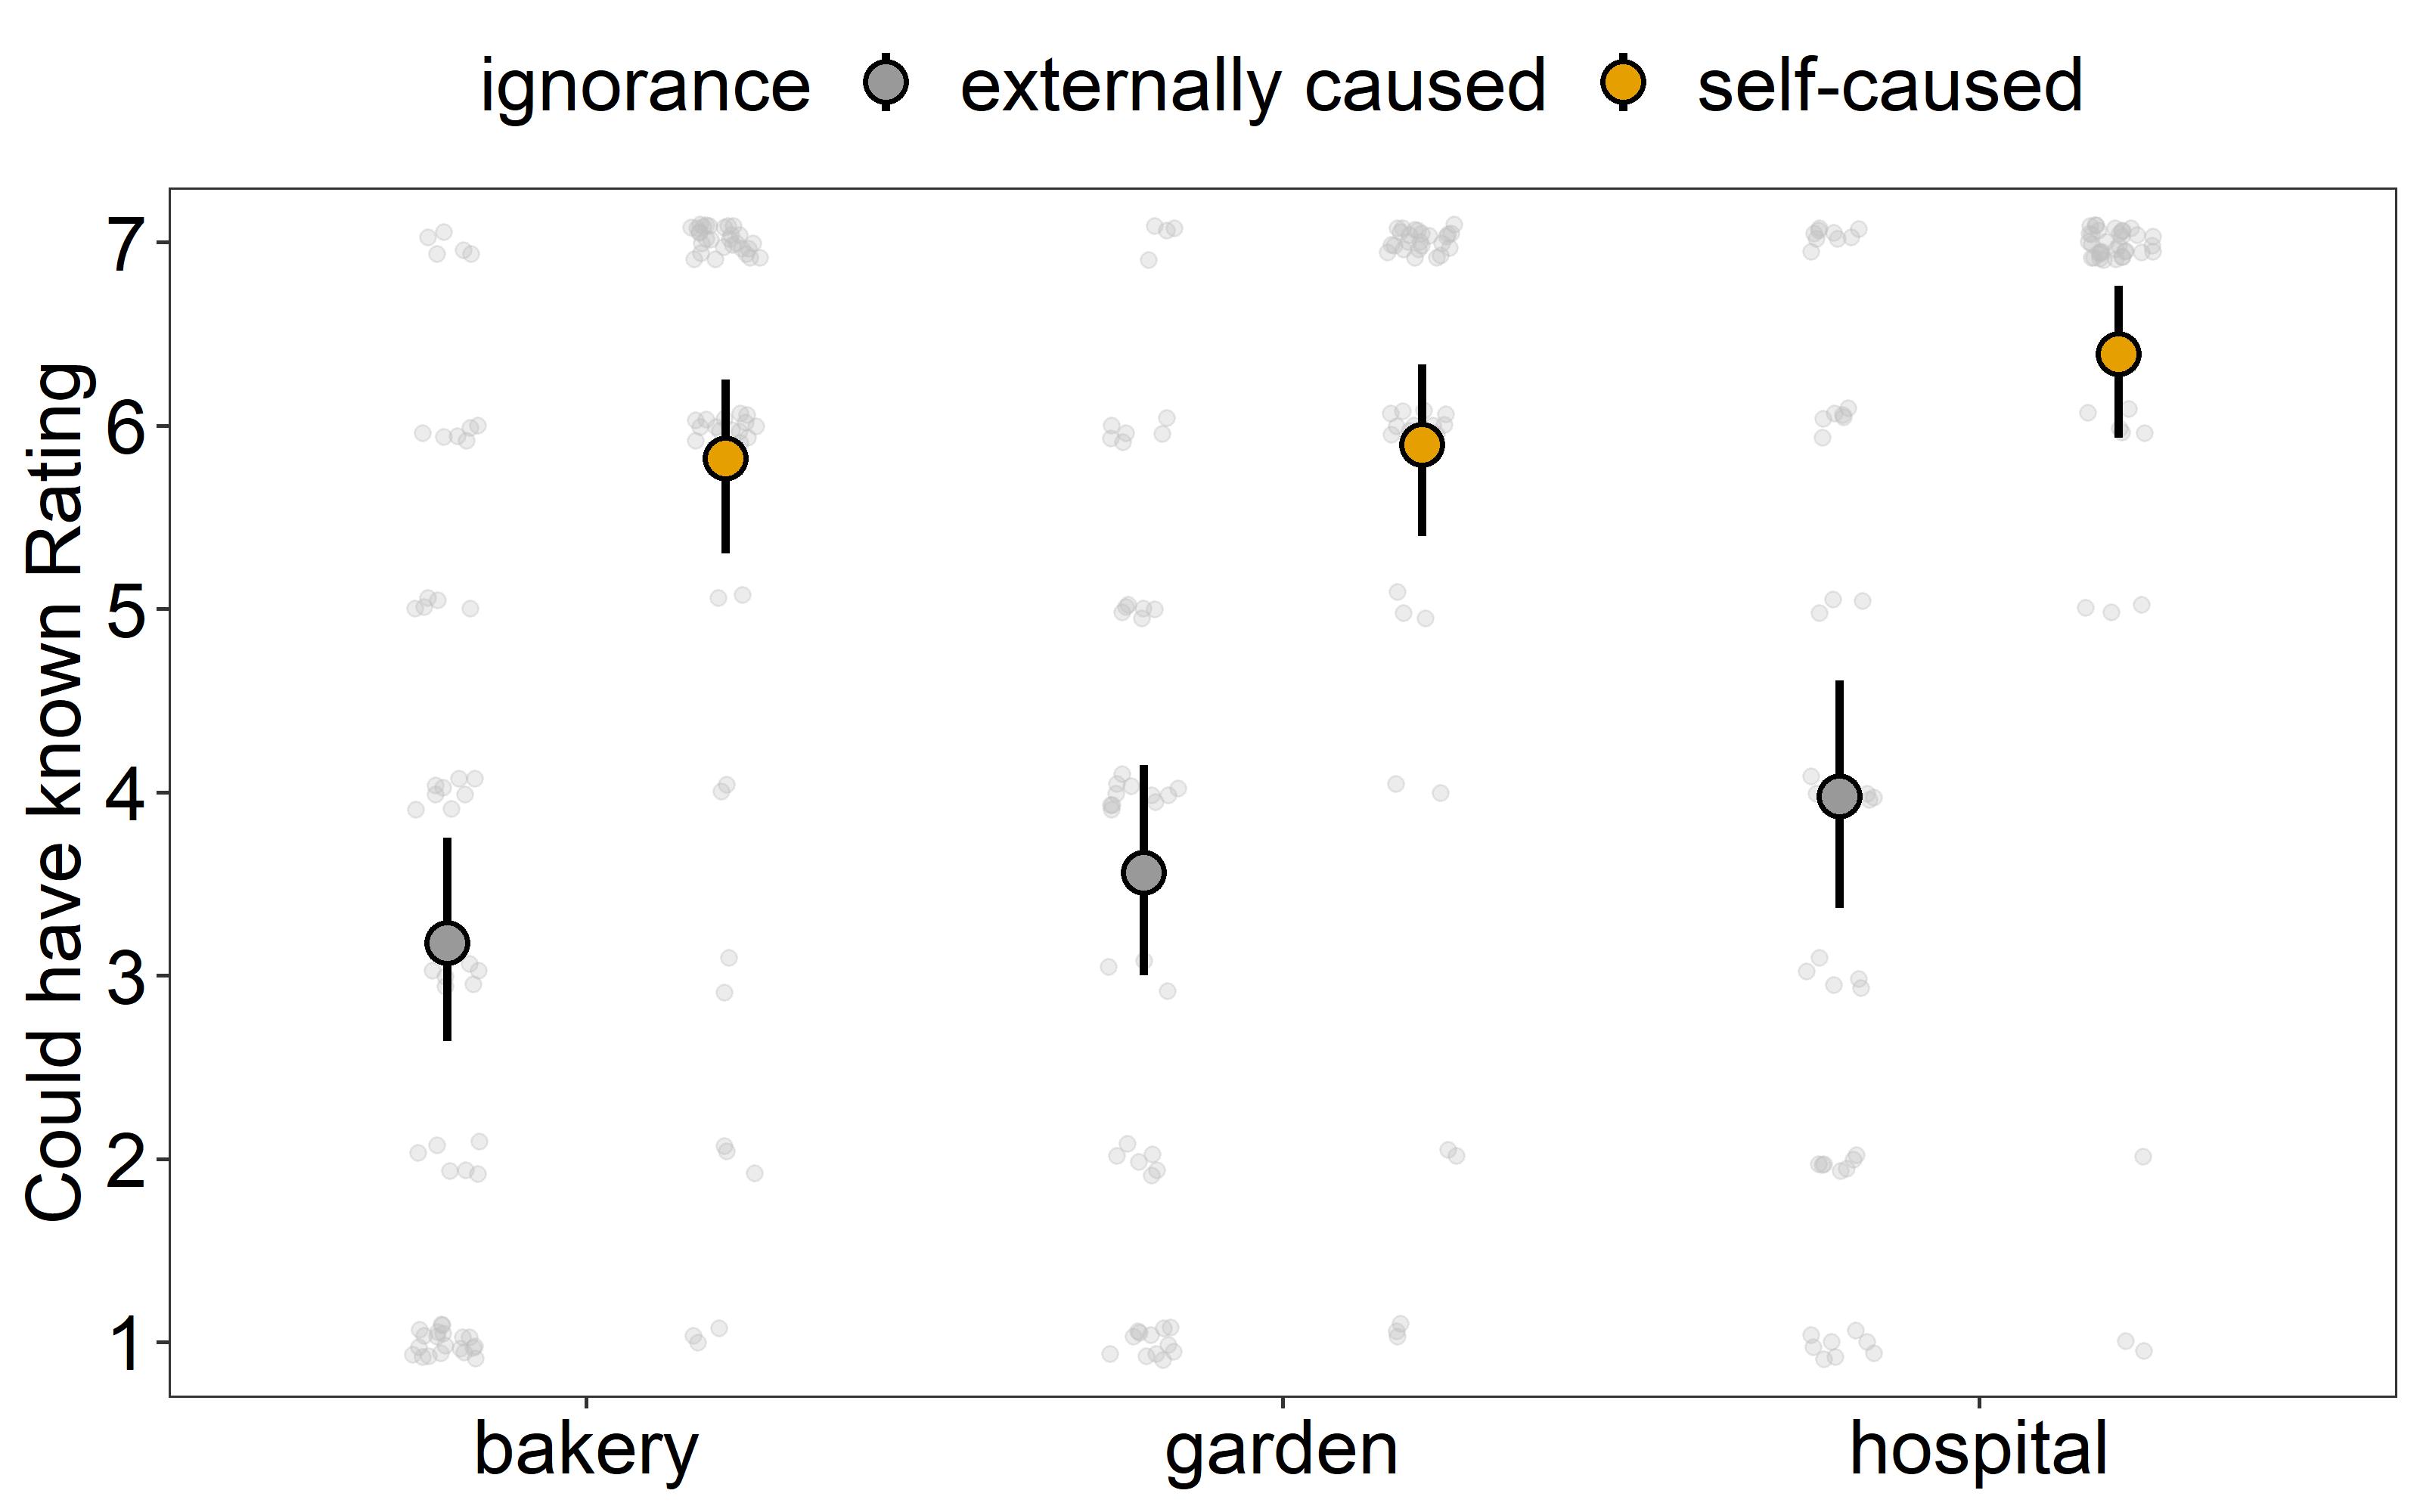 ignorance externally caused self-caused
Could have known Rating
7
6
5
4
3
2
1
bakery garden hospital